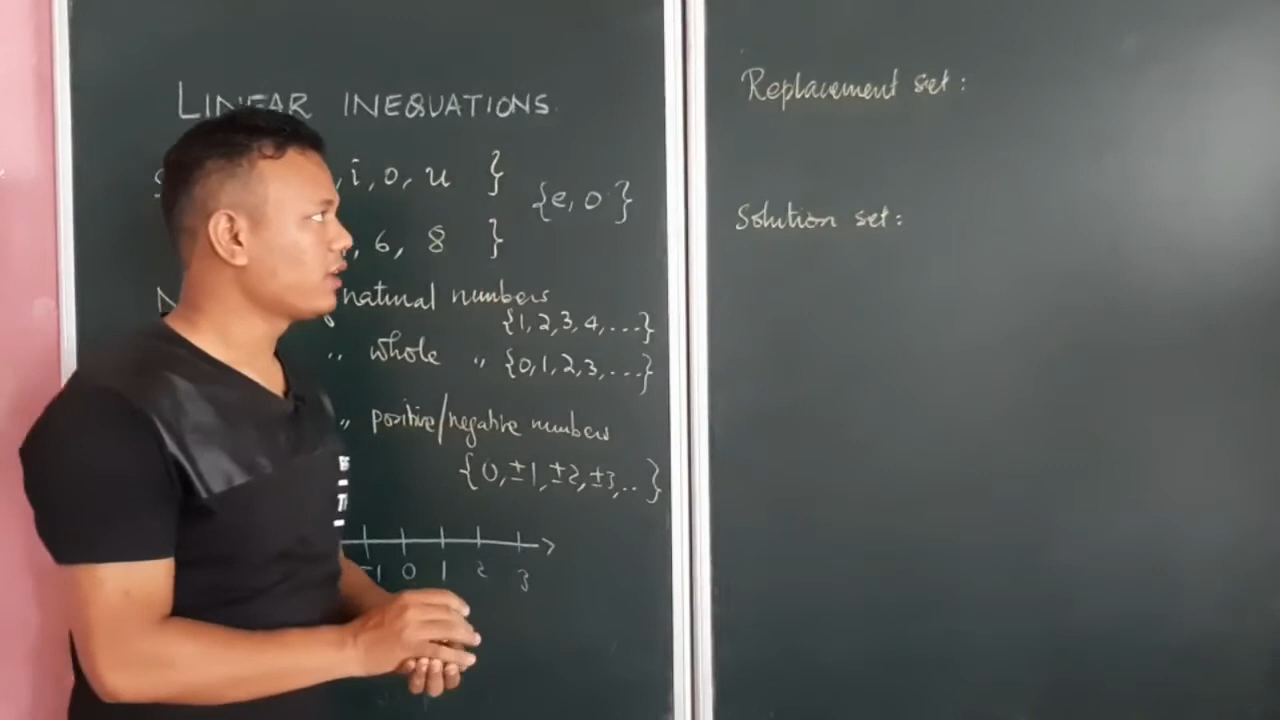 LINEAR INEQUATIONS
, i, o, u }
{e, o}
, 6, 8 }
natural numbers
{1, 2, 3, 4, ....}
,, whole ,, {0, 1, 2, 3, ....}
,, positive/negative numbers
{0, ±1, ±2, ±3, ..}
-1 0 1 2 3
Replacement set :
Solution set :